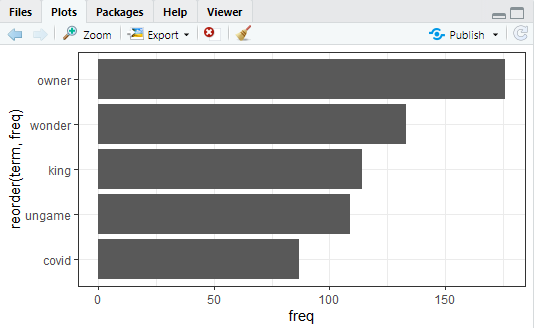 Files Plots Packages Help Viewer
Zoom Export Publish
owner
wonder
king
ungame
covid
reorder(term, freq)
0 50 100 150
freq